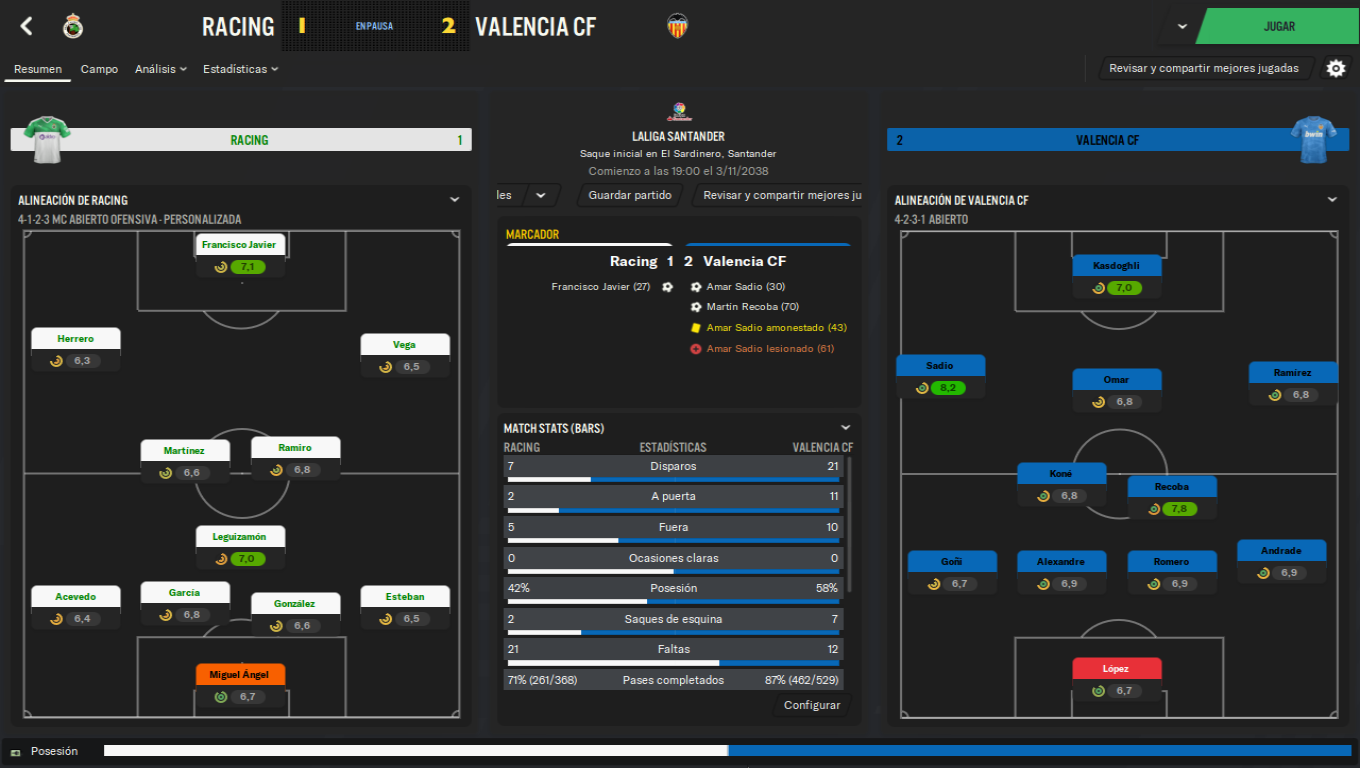 RACING 1 EN PAUSA 2 VALENCIA CF
JUGAR
Resumen Campo Análisis Estadísticas
Revisar y compartir mejores jugadas
RACING 1
ALINEACIÓN DE RACING
4-1-2-3 MC ABIERTO OFENSIVA - PERSONALIZADA
Francisco Javier
7,1
Herrero
6,3
Vega
6,5
Martínez
6,6
Ramiro
6,8
Leguizamón
7,0
Acevedo
6,4
García
6,8
González
6,6
Esteban
6,5
Miguel Ángel
6,7
LALIGA SANTANDER
Saque inicial en El Sardinero, Santander
Comienzo a las 19:00 el 3/11/2038
les
Guardar partido
Revisar y compartir mejores ju
MARCADOR
Racing 1 2 Valencia CF
Francisco Javier (27)
Amar Sadio (30)
Martín Recoba (70)
Amar Sadio amonestado (43)
Amar Sadio lesionado (61)
MATCH STATS (BARS)
RACING ESTADÍSTICAS VALENCIA CF
7 Disparos 21
2 A puerta 11
5 Fuera 10
0 Ocasiones claras 0
42% Posesión 58%
2 Saques de esquina 7
21 Faltas 12
71% (261/368) Pases completados 87% (462/529)
Configurar
2 VALENCIA CF
bwin
ALINEACIÓN DE VALENCIA CF
4-2-3-1 ABIERTO
Kasdoghli
7,0
Sadio
8,2
Omar
6,8
Ramírez
6,8
Koné
6,8
Recoba
7,8
Goñi
6,7
Alexandre
6,9
Romero
6,9
Andrade
6,9
López
6,7
Posesión